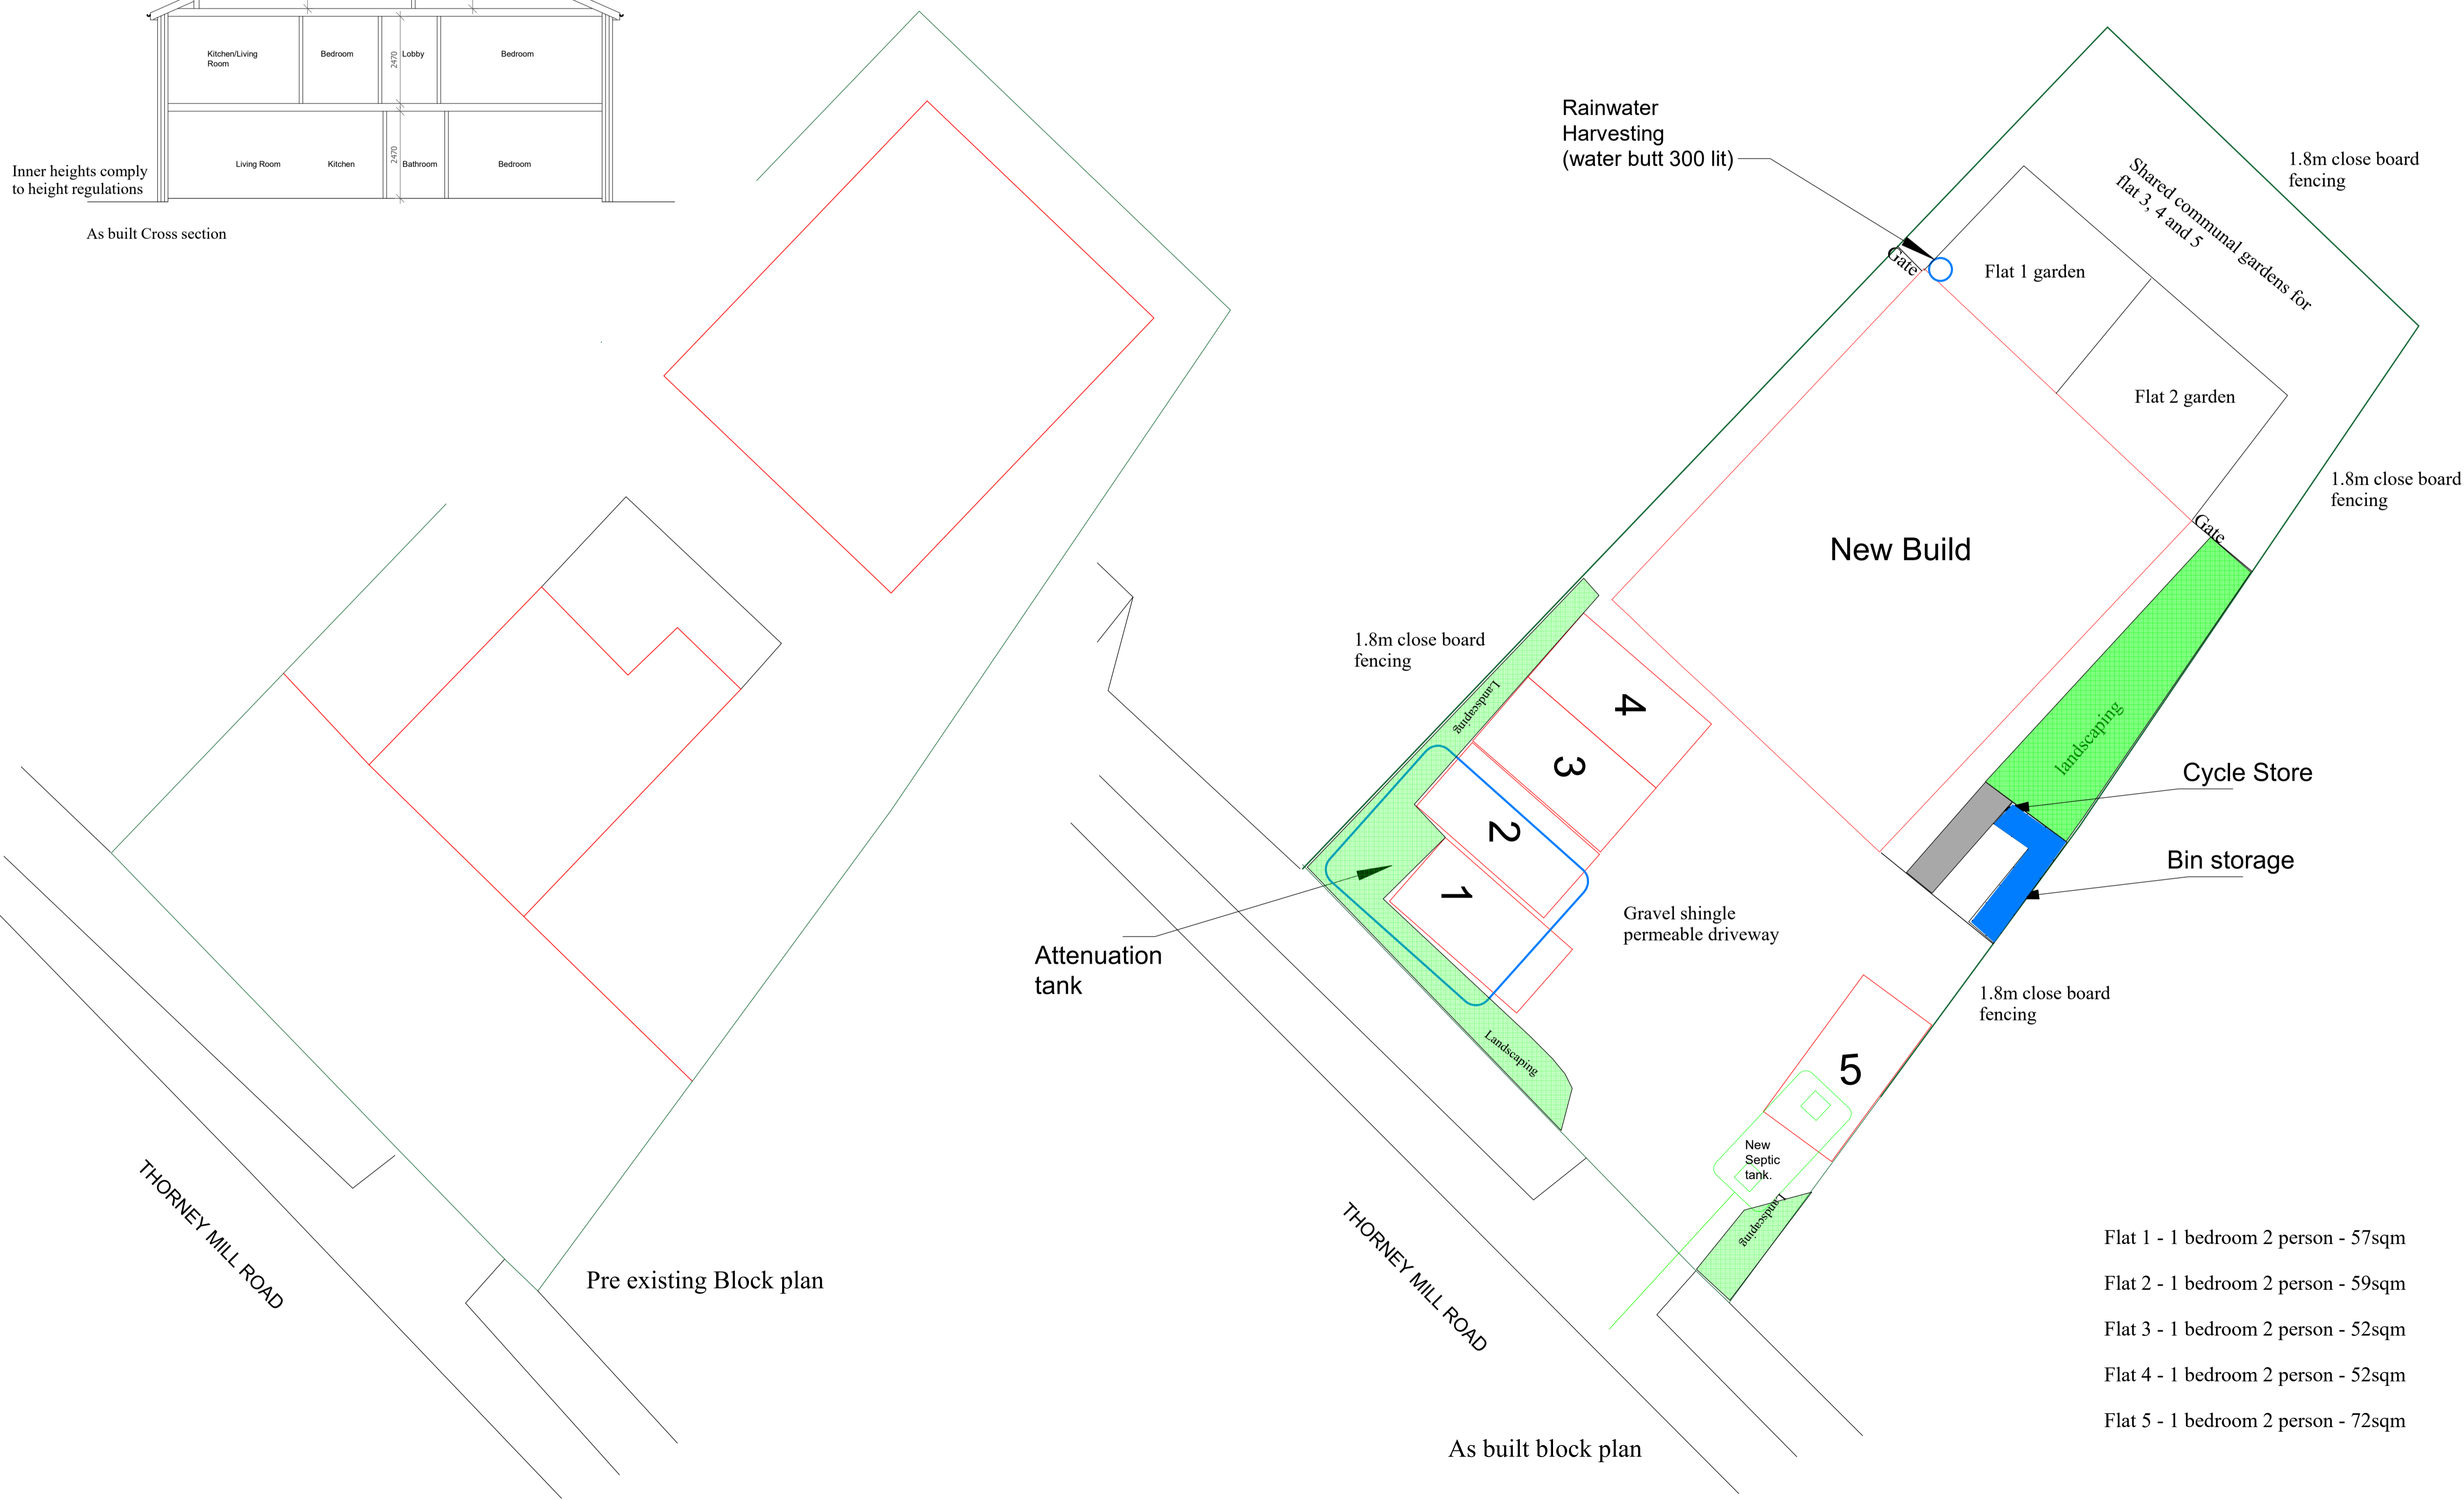 Kitchen/Living
Room
Bedroom
2470
Lobby
Bedroom
Living Room
Kitchen
2470
Bathroom
Bedroom
Inner heights comply
to height regulations
As built Cross section
THORNEY MILL ROAD
Pre existing Block plan
Rainwater
Harvesting
(water butt 300 lit)
Gate
Flat 1 garden
Shared communal gardens for
flat 3, 4 and 5
1.8m close board
fencing
Flat 2 garden
1.8m close board
fencing
Gate
New Build
1.8m close board
fencing
Landscaping
4
3
2
1
landscaping
Cycle Store
Bin storage
Attenuation
tank
Gravel shingle
permeable driveway
1.8m close board
fencing
Landscaping
5
New
Septic
tank.
Landscaping
THORNEY MILL ROAD
As built block plan
Flat 1 - 1 bedroom 2 person - 57sqm
Flat 2 - 1 bedroom 2 person - 59sqm
Flat 3 - 1 bedroom 2 person - 52sqm
Flat 4 - 1 bedroom 2 person - 52sqm
Flat 5 - 1 bedroom 2 person - 72sqm